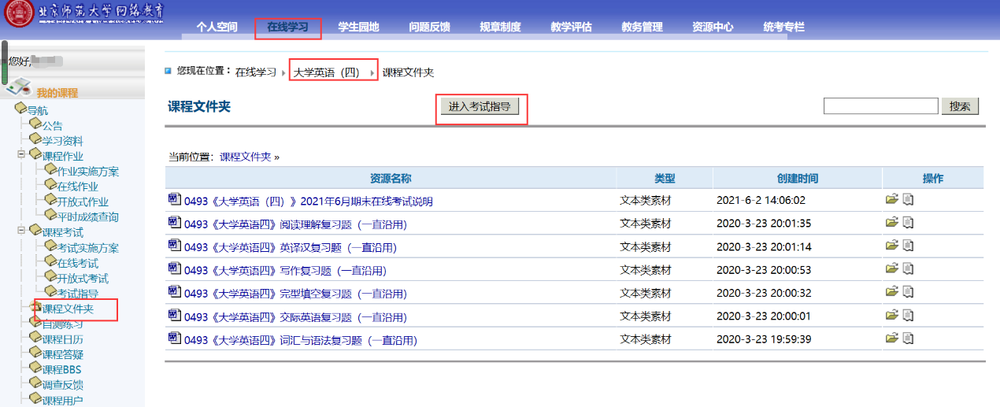 北京师范大学网络教育
个人空间 在线学习 学生园地 问题反馈 规章制度 教学评估 教务管理 资源中心 统考专栏
您好,
我的课程
导航
公告
学习资料
课程作业
作业实施方案
在线作业
开放式作业
平时成绩查询
课程考试
考试实施方案
在线考试
开放式考试
考试指导
课程文件夹
自测练习
课程日历
课程答疑
课程BBS
调查反馈
课程用户
您现在位置： 在线学习 大学英语（四） 课程文件夹
课程文件夹 进入考试指导 搜索
当前位置：课程文件夹 »
资源名称 类型 创建时间 操作
0493《大学英语（四）》2021年6月期末在线考试说明 文本类素材 2021-6-2 14:06:02
0493《大学英语四》阅读理解复习题（一直沿用） 文本类素材 2020-3-23 20:01:35
0493《大学英语四》英译汉复习题（一直沿用） 文本类素材 2020-3-23 20:01:14
0493《大学英语四》写作复习题（一直沿用） 文本类素材 2020-3-23 20:00:53
0493《大学英语四》完型填空复习题（一直沿用） 文本类素材 2020-3-23 20:00:32
0493《大学英语四》交际英语复习题（一直沿用） 文本类素材 2020-3-23 20:00:01
0493《大学英语四》词汇与语法复习题（一直沿用） 文本类素材 2020-3-23 19:59:39